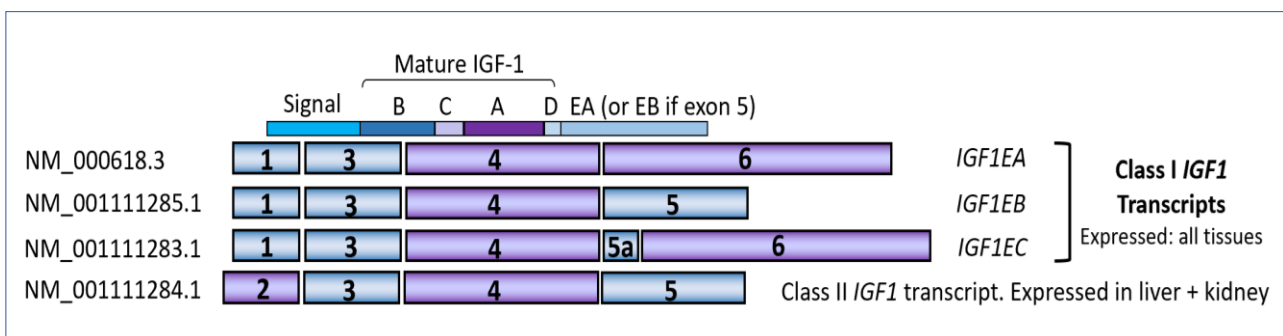 Mature IGF-1
Signal B C A D EA (or EB if exon 5)
NM_000618.3 1 3 4 6 IGF1EA
NM_001111285.1 1 3 4 5 IGF1EB
NM_001111283.1 1 3 4 5a 6 IGF1EC
Class I IGF1
Transcripts
Expressed: all tissues
NM_001111284.1 2 3 4 5 Class II IGF1 transcript. Expressed in liver + kidney